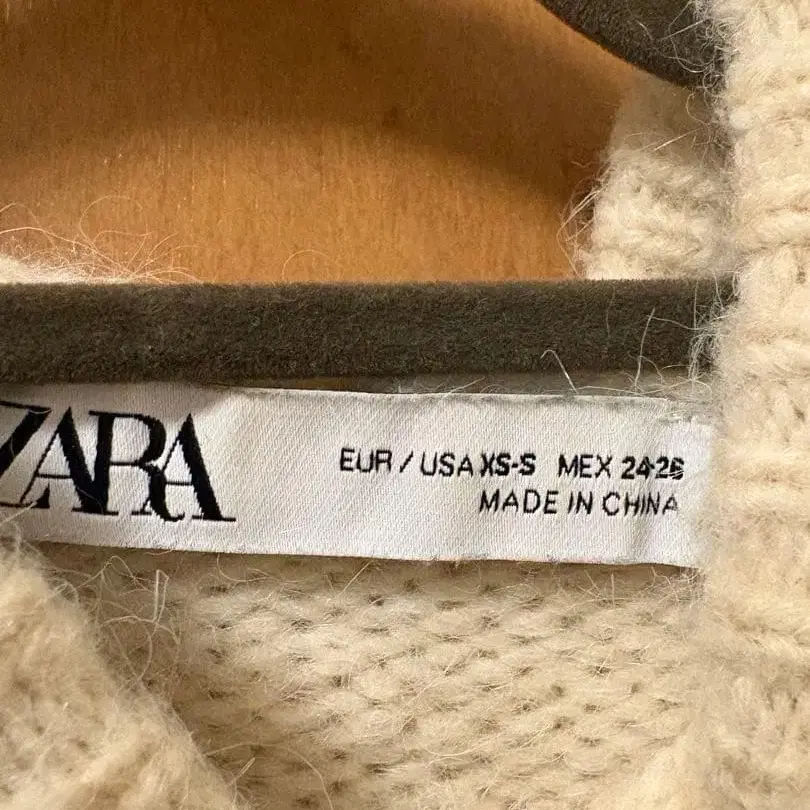 ZARA
EUR / USA XS-S MEX 24-26
MADE IN CHINA